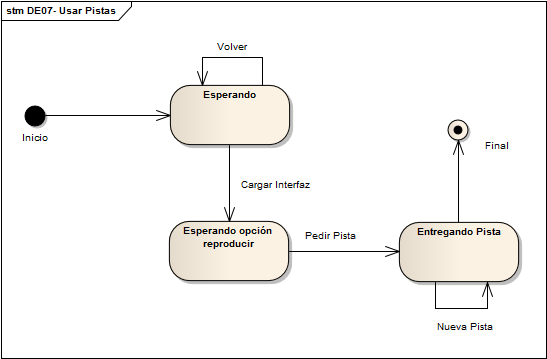 stm DE07- Usar Pistas
Volver
Esperando
Inicio
Final
Cargar Interfaz
Esperando opción
reproducir
Pedir Pista
Entregando Pista
Nueva Pista